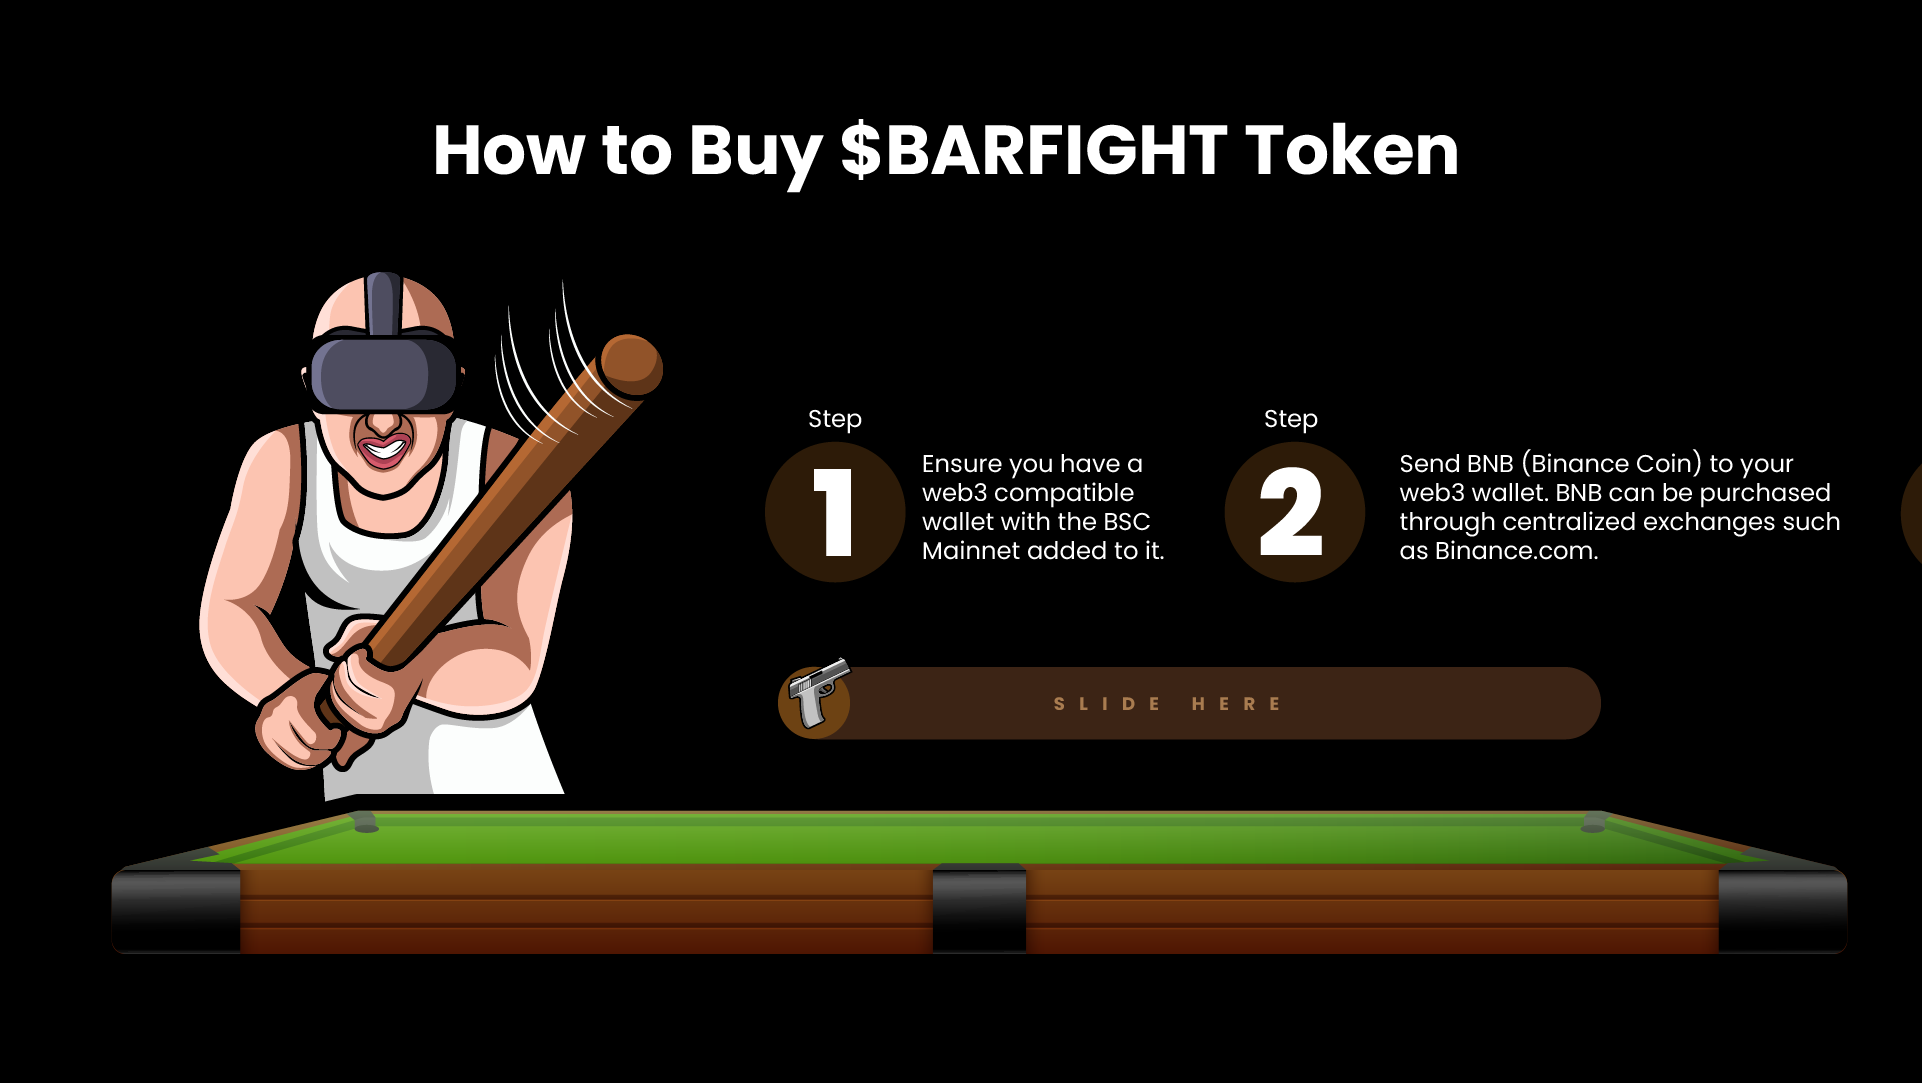 How to Buy $BARFIGHT Token
Step
1
Ensure you have a
web3 compatible
wallet with the BSC
Mainnet added to it.
Step
2
Send BNB (Binance Coin) to your
web3 wallet. BNB can be purchased
through centralized exchanges such
as Binance.com.
SLIDE HERE